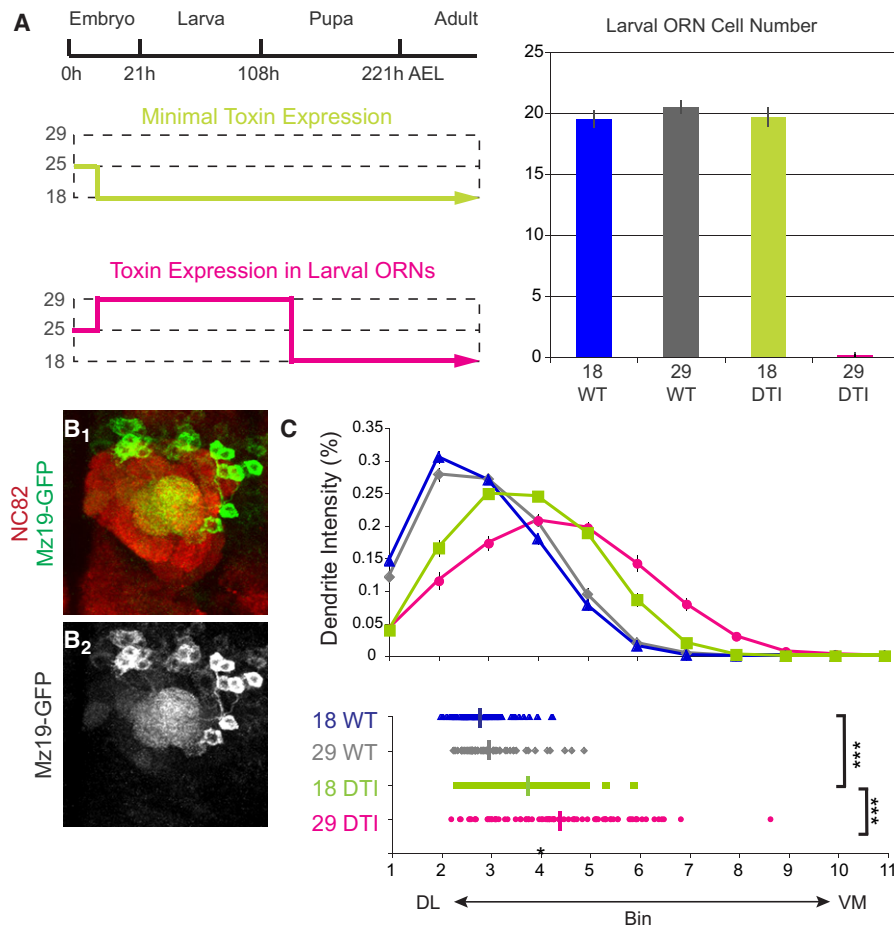 A
Embryo Larva Pupa Adult
0h 21h 108h 221h AEL
Minimal Toxin Expression
29
25
18
Toxin Expression in Larval ORNs
29
25
18
Larval ORN Cell Number
25
20
15
10
5
0
18 29 18 29
WT WT DTI DTI
B1
NC82
Mz19-GFP
B2
Mz19-GFP
C
Dendrite Intensity (%)
0.35
0.3
0.25
0.2
0.15
0.1
0.05
0
18 WT
29 WT
18 DTI
29 DTI
***
***
*
1 2 3 4 5 6 7 8 9 10 11
DL VM
Bin